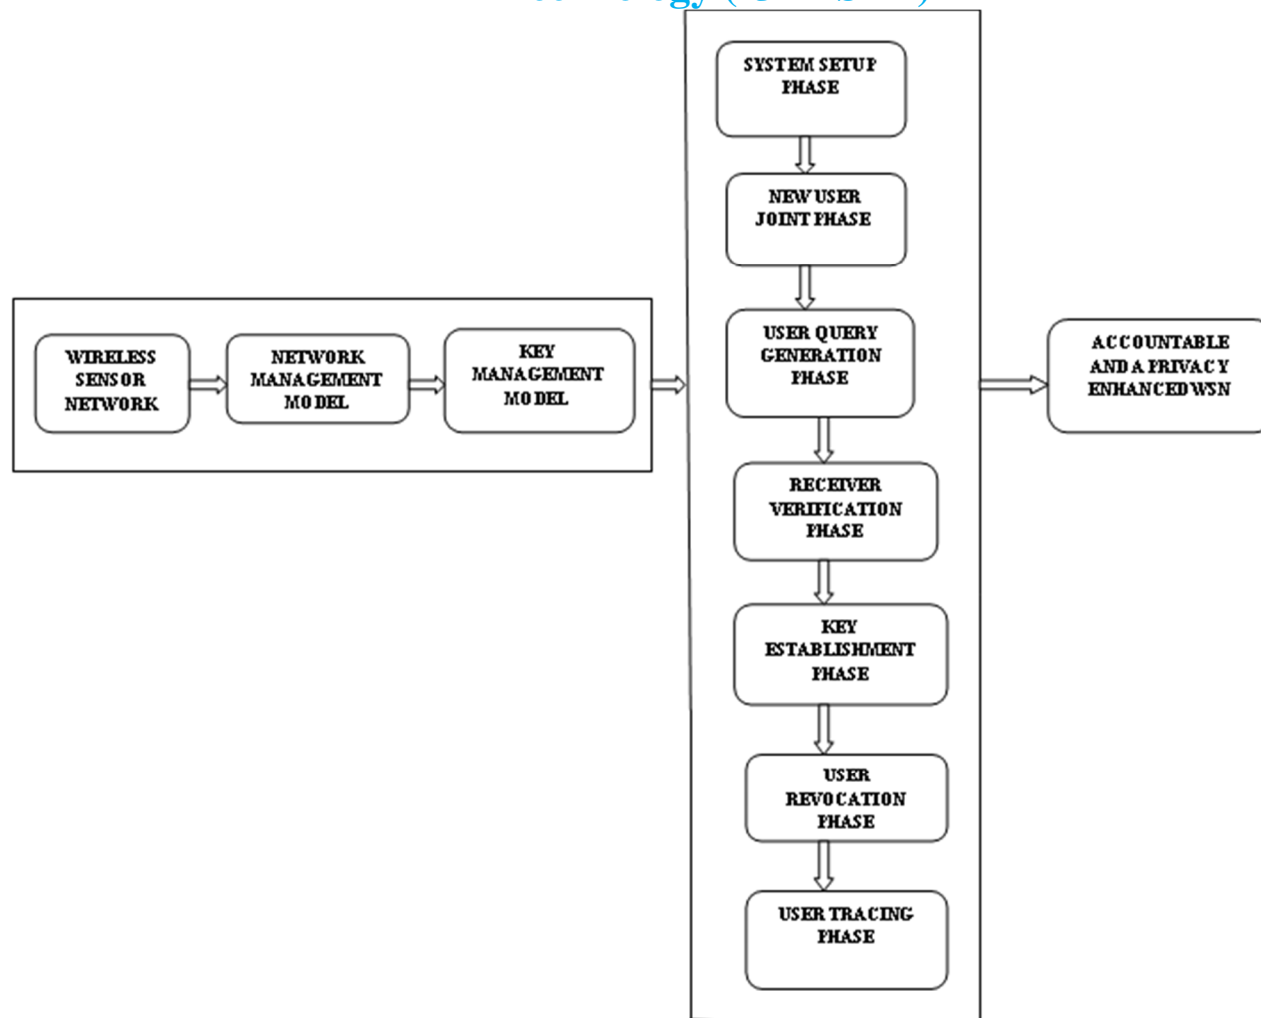 WIRELESS
SENSOR
NETWORK
NETWORK
MANAGEMENT
MODEL
KEY
MANAGEMENT
MODEL
SYSTEM SETUP
PHASE
NEW USER
JOINT PHASE
USER QUERY
GENERATION
PHASE
RECEIVER
VERIFICATION
PHASE
KEY
ESTABLISHMENT
PHASE
USER
REVOCATION
PHASE
USER TRACING
PHASE
ACCOUNTABLE
AND A PRIVACY
ENHANCED WSN